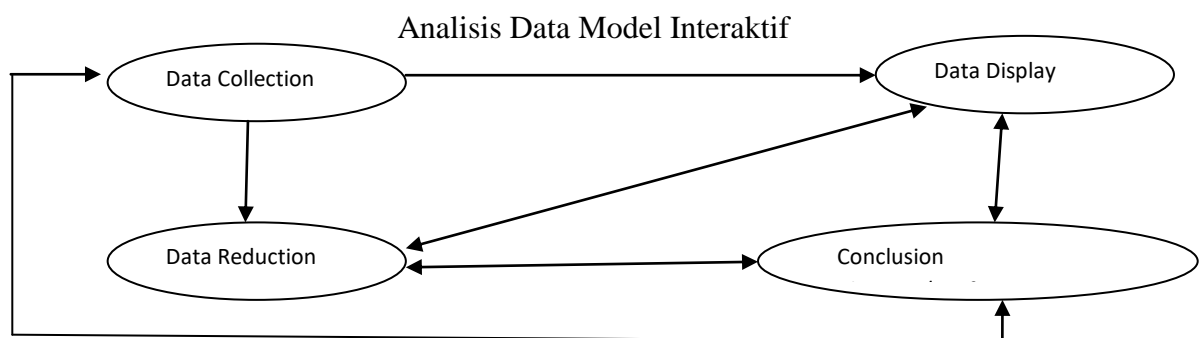 Analisis Data Model Interaktif
Data Collection
Data Display
Data Reduction
Conclusion